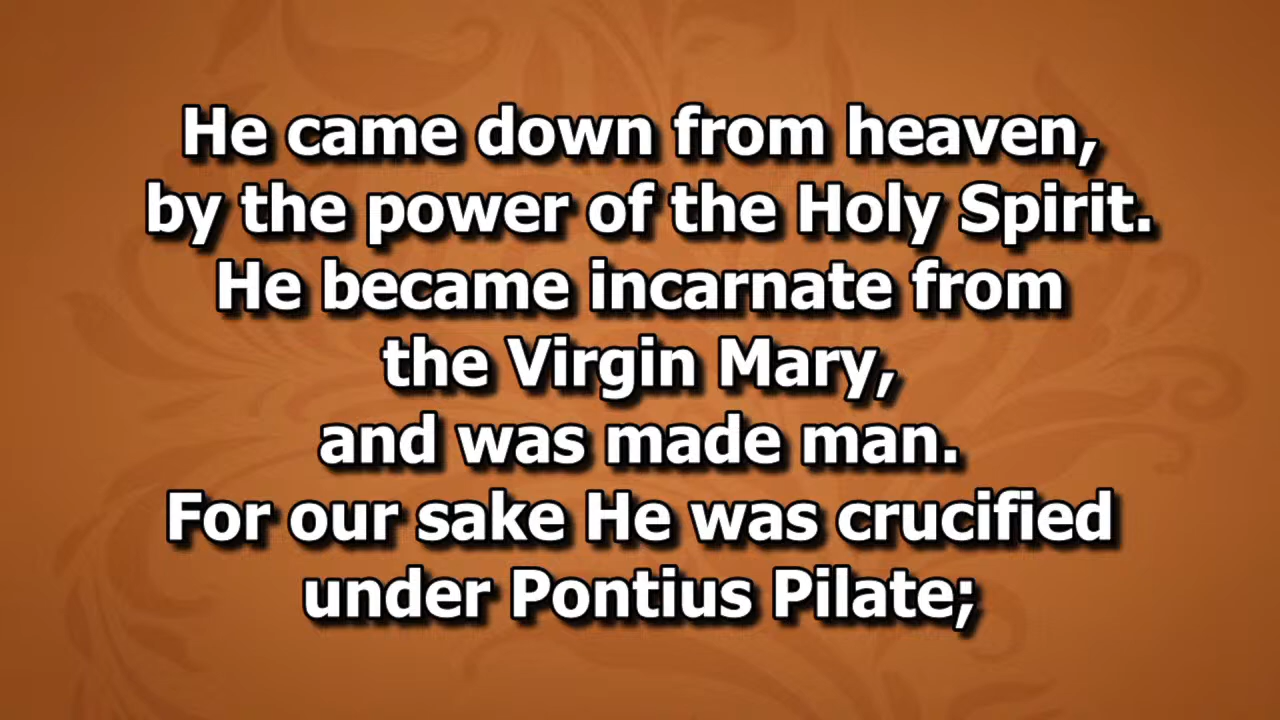 He came down from heaven,
by the power of the Holy Spirit.
He became incarnate from
the Virgin Mary,
and was made man.
For our sake He was crucified
under Pontius Pilate;